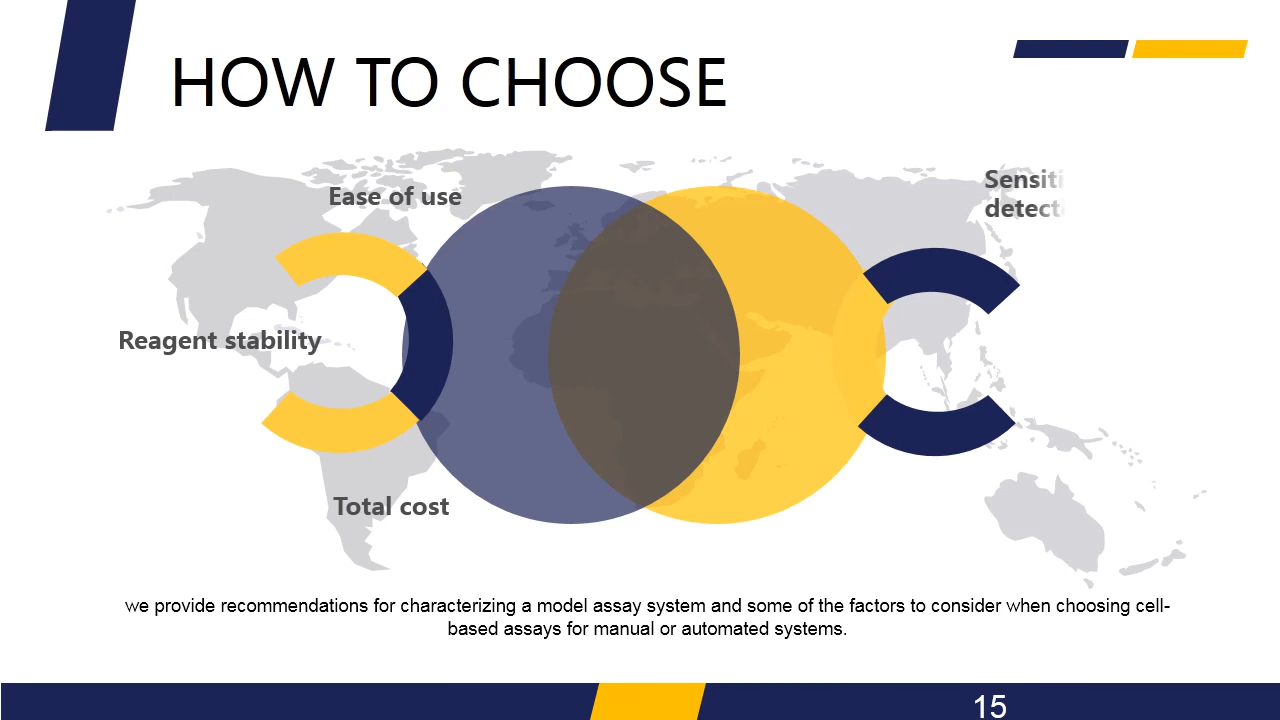 HOW TO CHOOSE
Ease of use
Reagent stability
Total cost
we provide recommendations for characterizing a model assay system and some of the factors to consider when choosing cell-
based assays for manual or automated systems.
15